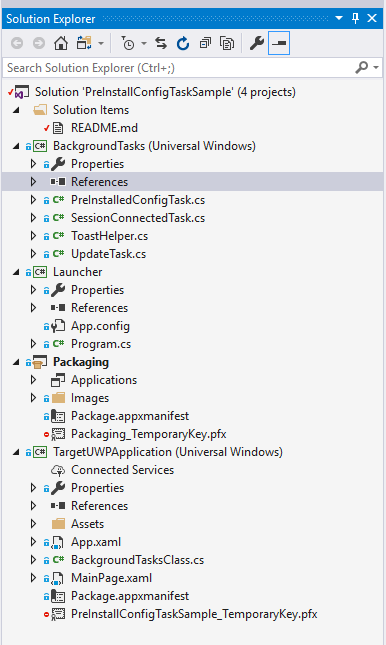 Solution Explorer
Search Solution Explorer (Ctrl+;)
Solution 'PreInstallConfigTaskSample' (4 projects)
Solution Items
README.md
BackgroundTasks (Universal Windows)
Properties
References
PreInstalledConfigTask.cs
SessionConnectedTask.cs
ToastHelper.cs
UpdateTask.cs
Launcher
Properties
References
App.config
Program.cs
Packaging
Applications
Images
Package.appxmanifest
Packaging_TemporaryKey.pfx
TargetUWPApplication (Universal Windows)
Connected Services
Properties
References
Assets
App.xaml
BackgroundTasksClass.cs
MainPage.xaml
Package.appxmanifest
PreInstallConfigTaskSample_TemporaryKey.pfx